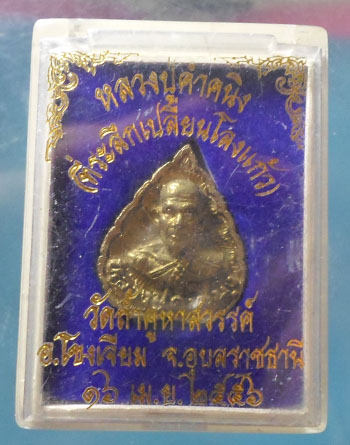 หลวงปู่คำคนิง
(ที่ระลึกเปลี่ยนโลงแก้ว)
วัดถ้ำคูหาสวรรค์
อ.โขงเจียม จ.อุบลราชธานี
๑๖ เม.ย. ๒๕๕๖